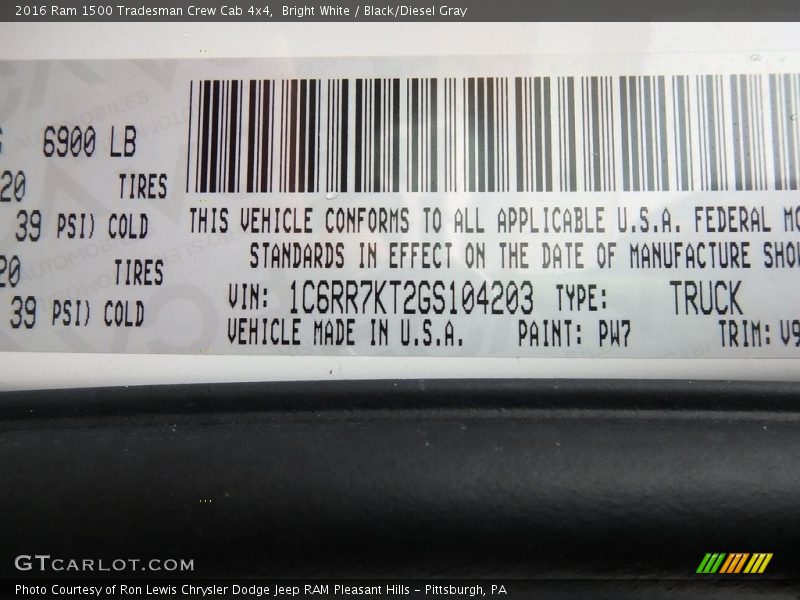 2016 Ram 1500 Tradesman Crew Cab 4x4,  Bright White / Black/Diesel Gray
6900 LB
20 TIRES
39 PSI) COLD
20 TIRES
39 PSI) COLD
THIS VEHICLE CONFORMS TO ALL APPLICABLE U.S.A. FEDERAL MO
STANDARDS IN EFFECT ON THE DATE OF MANUFACTURE SHOW
VIN: 1C6RR7KT2GS104203 TYPE: TRUCK
VEHICLE MADE IN U.S.A. PAINT: PW7 TRIM: V9
GTCARLOT.COM
Photo Courtesy of Ron Lewis Chrysler Dodge Jeep RAM Pleasant Hills - Pittsburgh, PA